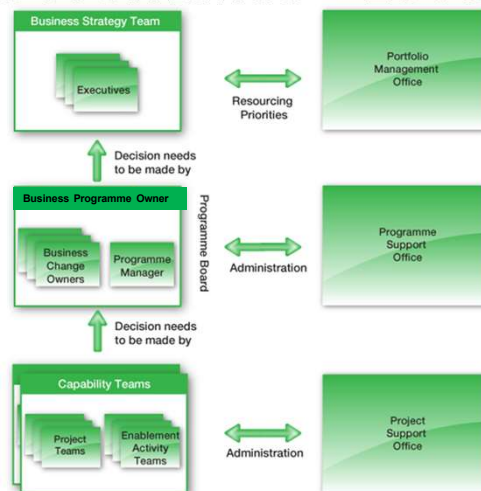 Business Strategy Team
Executives
Resourcing
Priorities
Portfolio
Management
Office
Decision needs
to be made by
Business Programme Owner
Business
Change
Owners
Programme
Manager
Programme Board
Administration
Programme
Support
Office
Decision needs
to be made by
Capability Teams
Project
Teams
Enablement
Activity
Teams
Administration
Project
Support
Office